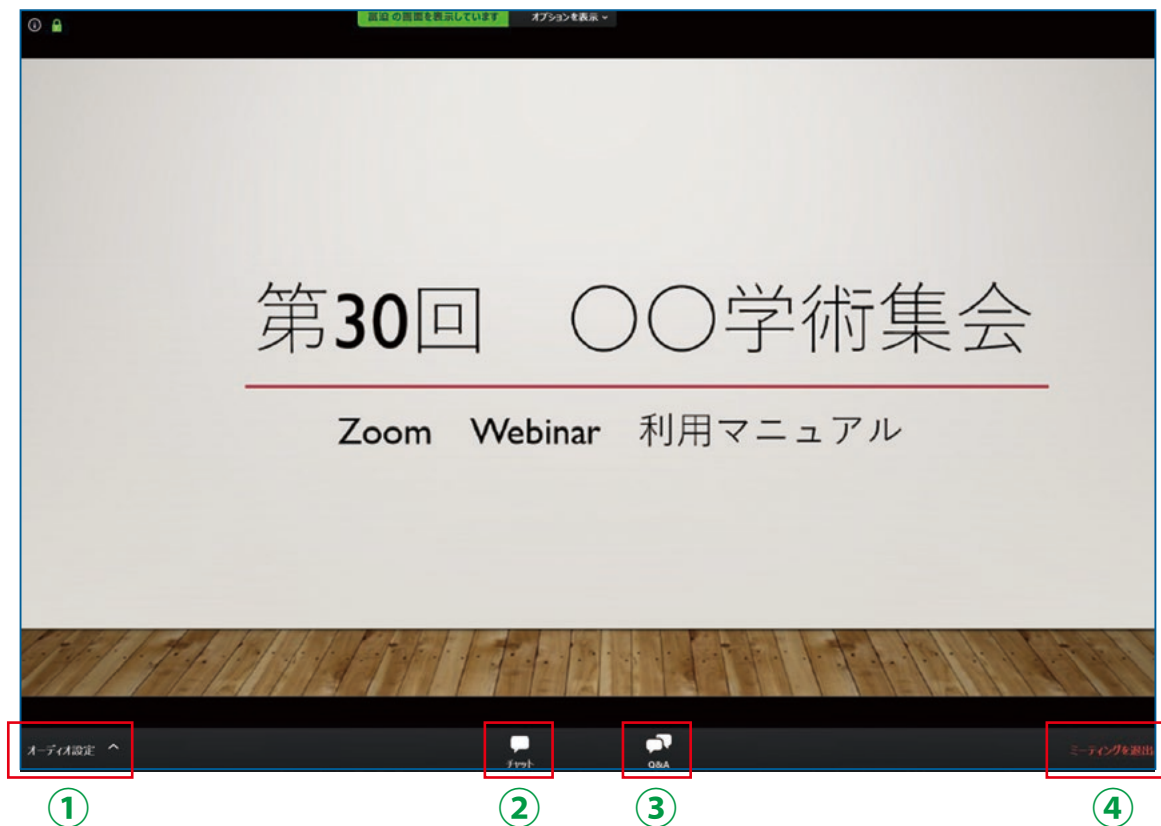 の画面を表示しています オプションを表示
第30回 〇〇学術集会
Zoom Webinar 利用マニュアル
オーディオ設定
チャット
Q&A
ミーティングを退出
① ② ③ ④